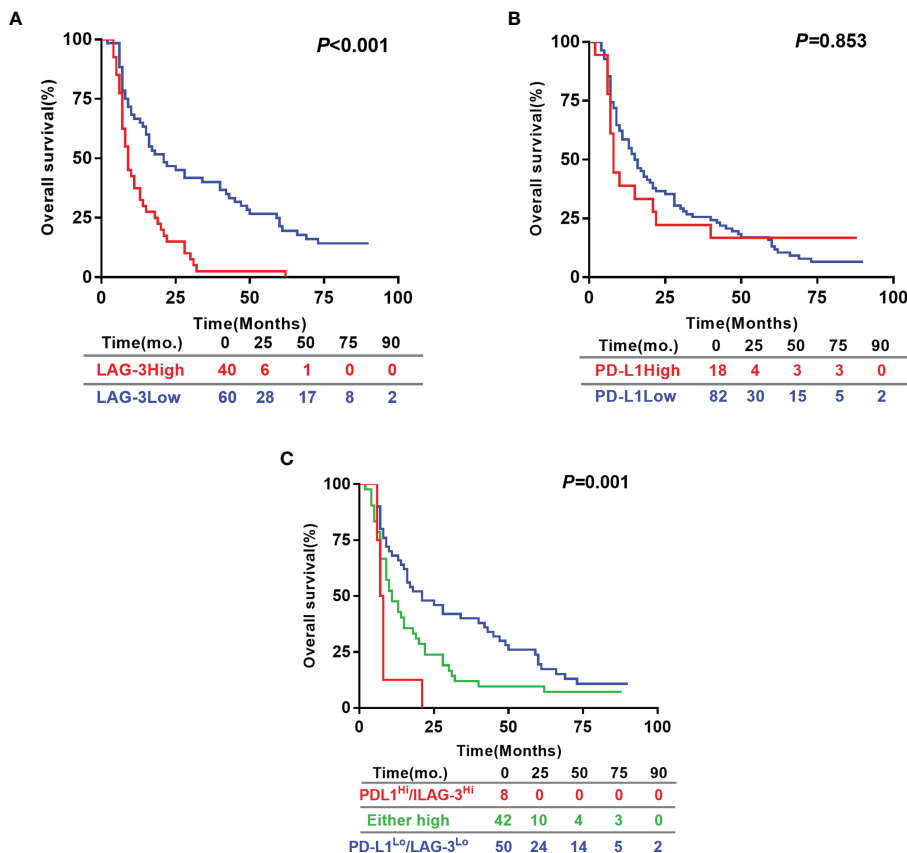 A
P<0.001
Overall survival(%)
100
75
50
25
0
0 25 50 75 100
Time(Months)
Time(mo.) 0 25 50 75 90
LAG-3High 40 6 1 0 0
LAG-3Low 60 28 17 8 2
B
P=0.853
Overall survival(%)
100
75
50
25
0
0 25 50 75 100
Time(Months)
Time(mo.) 0 25 50 75 90
PD-L1High 18 4 3 3 0
PD-L1Low 82 30 15 5 2
C
P=0.001
Overall survival(%)
100
75
50
25
0
0 25 50 75 100
Time(Months)
Time(mo.) 0 25 50 75 90
PDL1Hi/lLAG-3Hi 8 0 0 0 0
Either high 42 10 4 3 0
PD-L1Lo/LAG-3Lo 50 24 14 5 2